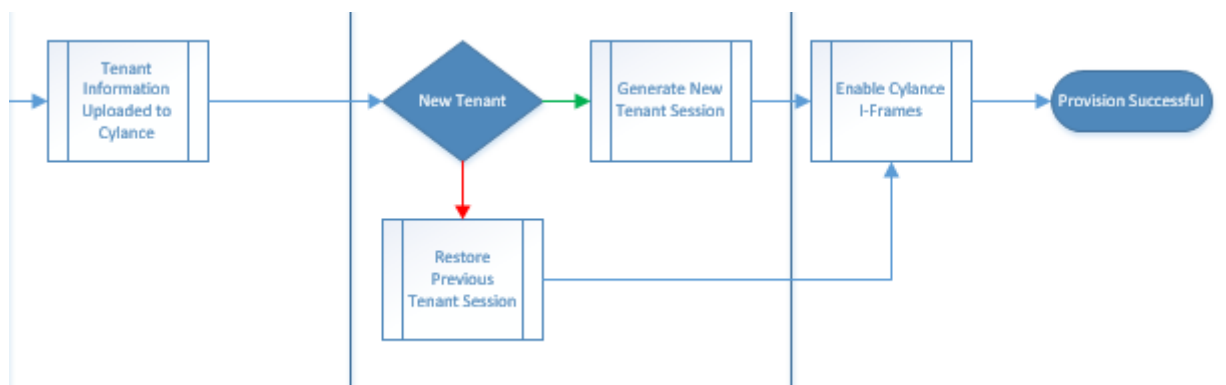 Tenant
Information
Uploaded to
Cylance
New Tenant
Generate New
Tenant Session
Enable Cylance
I-Frames
Provision Successful
Restore
Previous
Tenant Session